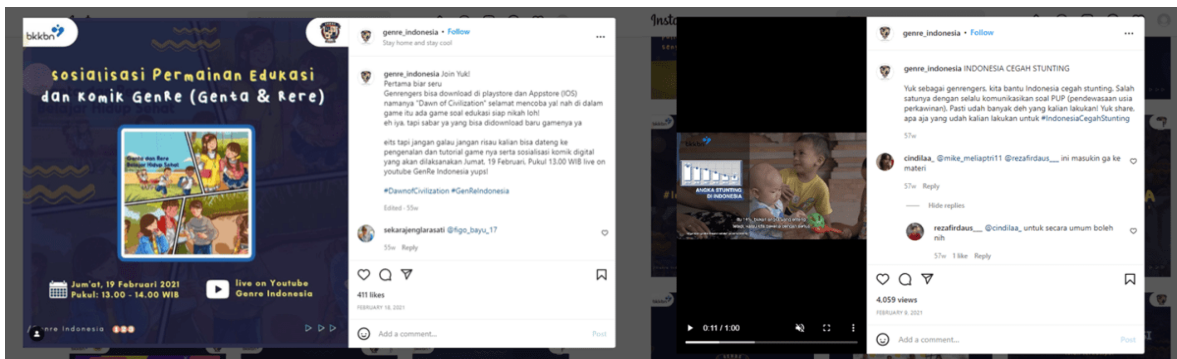 bkkbn
sosialisasi Permainan Edukasi
dan Komik GenRe (Genta & Rere)
Jum'at, 19 Februari 2021
Pukul: 13.00 - 14.00 WIB
live on Youtube
Genre Indonesia
nre Indonesia
genre_indonesia • Follow
Stay home and stay cool
genre_indonesia Join Yuk!
Pertama biar seru
Genrengers bisa download di playstore dan Appstore (IOS)
namanya "Dawn of Civilization" selamat mencoba ya! nah di dalam
game itu ada game soal edukasi siap nikah loh!
eh iya, tapi sabar ya yang bisa didownload baru gamenya ya
eits tapi jangan galau jangan risau kalian bisa dateng ke
pengenalan dan tutorial game nya serta sosialisasi komik digital
yang akan dilaksanakan Jumat, 19 Februari. Pukul 13.00 WIB live on
youtube GenRe Indonesia yups!
#DawnofCivilization #GenReIndonesia
Edited · 55w
sekarajenglarasati @figo_bayu_17
55w Reply
411 likes
FEBRUARY 18, 2021
Add a comment...
Post
Insta
bkkbn
ANGKA STUNTING
DI INDONESIA
0:11 / 1:00
genre_indonesia • Follow
genre_indonesia INDONESIA CEGAH STUNTING
Yuk sebagai genrengers, kita bantu Indonesia cegah stunting. Salah
satunya dengan selalu komunikasikan soal PUP (pendewasaan usia
perkawinan). Pasti udah banyak deh yang kalian lakukan! Yuk share,
apa aja yang udah kalian lakukan untuk #IndonesiaCegahStunting
57w
cindilaa_ @mike_meliaptri11 @rezafirdaus___ ini masukin ga ke
materi
57w Reply
Hide replies
rezafirdaus___ @cindilaa_ untuk secara umum boleh
nih
57w 1 like Reply
4.059 views
FEBRUARY 9, 2021
Add a comment...
Post